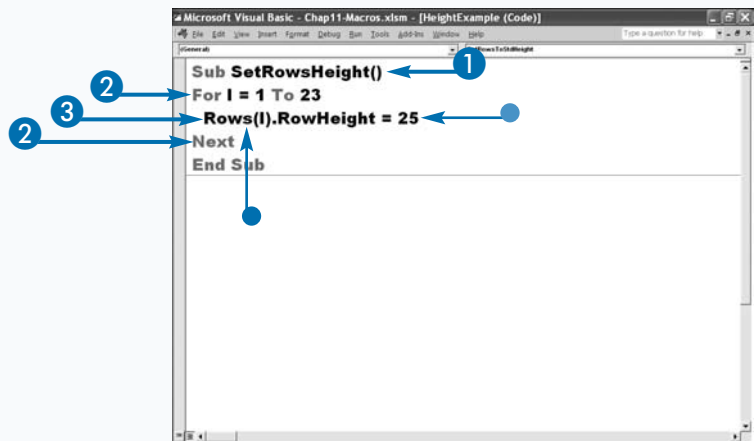 Microsoft Visual Basic - Chap11-Macros.xlsm - [HeightExample (Code)]
File Edit View Insert Format Debug Run Tools Add-Ins Window Help Type a question for help
(General) SetRowsToStdHeight
Sub SetRowsHeight() 1
2 For I = 1 To 23
3 Rows(I).RowHeight = 25
2 Next
End Sub